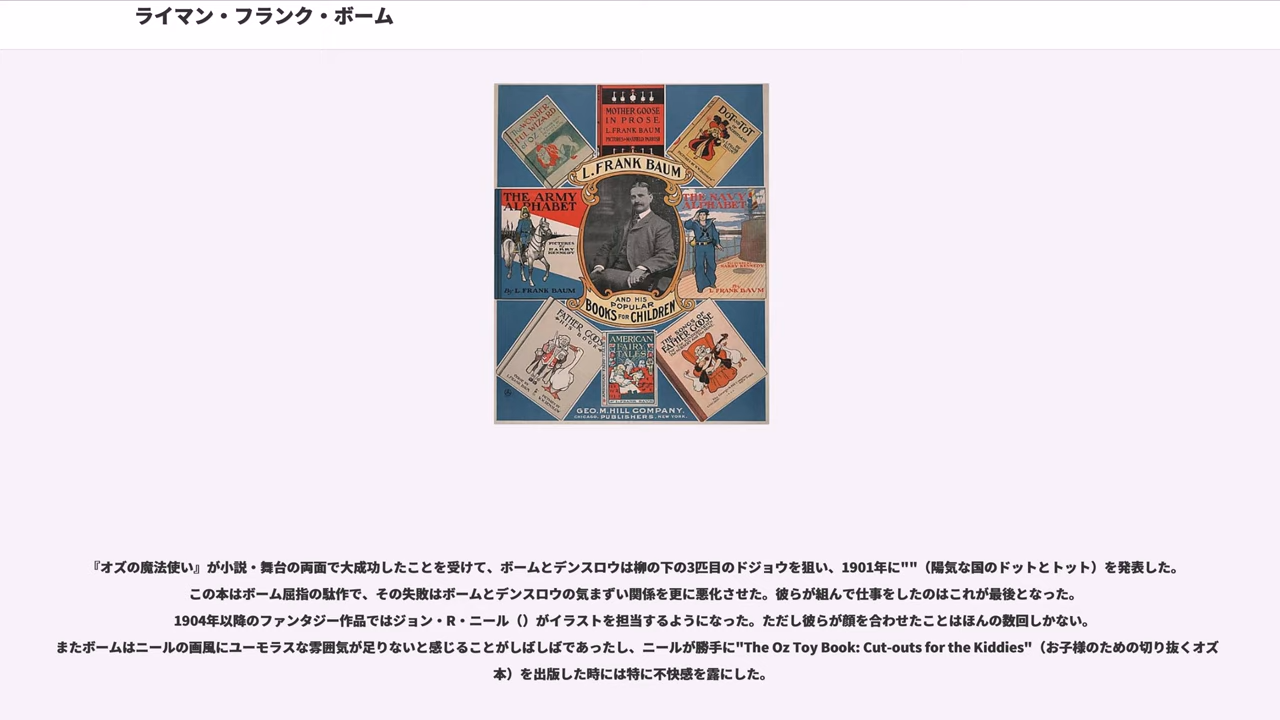 ライマン・フランク・ボーム
MOTHER GOOSE
IN PROSE
L. FRANK BAUM
DOT AND TOT
L. FRANK BAUM
THE ARMY
ALPHABET
PICTURES
BY
HARRY
KENNEDY
By L. FRANK BAUM
THE NAVY
ALPHABET
HARRY KENNEDY
By
L. FRANK BAUM
AND HIS
POPULAR
BOOKS FOR CHILDREN
FATHER GOOSE
HIS BOOK
AMERICAN
FAIRY
TALES
THE SONGS OF
FATHER GOOSE
GEO. M. HILL COMPANY.
CHICAGO. PUBLISHERS. NEW YORK.
『オズの魔法使い』が小説・舞台の両面で大成功したことを受けて、ボームとデンスロウは柳の下の3匹目のドジョウを狙い、1901年に""（陽気な国のドットとトット）を発表した。
この本はボーム屈指の駄作で、その失敗はボームとデンスロウの気まずい関係を更に悪化させた。彼らが組んで仕事をしたのはこれが最後となった。
1904年以降のファンタジー作品ではジョン・R・ニール（）がイラストを担当するようになった。ただし彼らが顔を合わせたことはほんの数回しかない。
またボームはニールの画風にユーモラスな雰囲気が足りないと感じることがしばしばであったし、ニールが勝手に"The Oz Toy Book: Cut-outs for the Kiddies"（お子様のための切り抜くオズ
本）を出版した時には特に不快感を露にした。